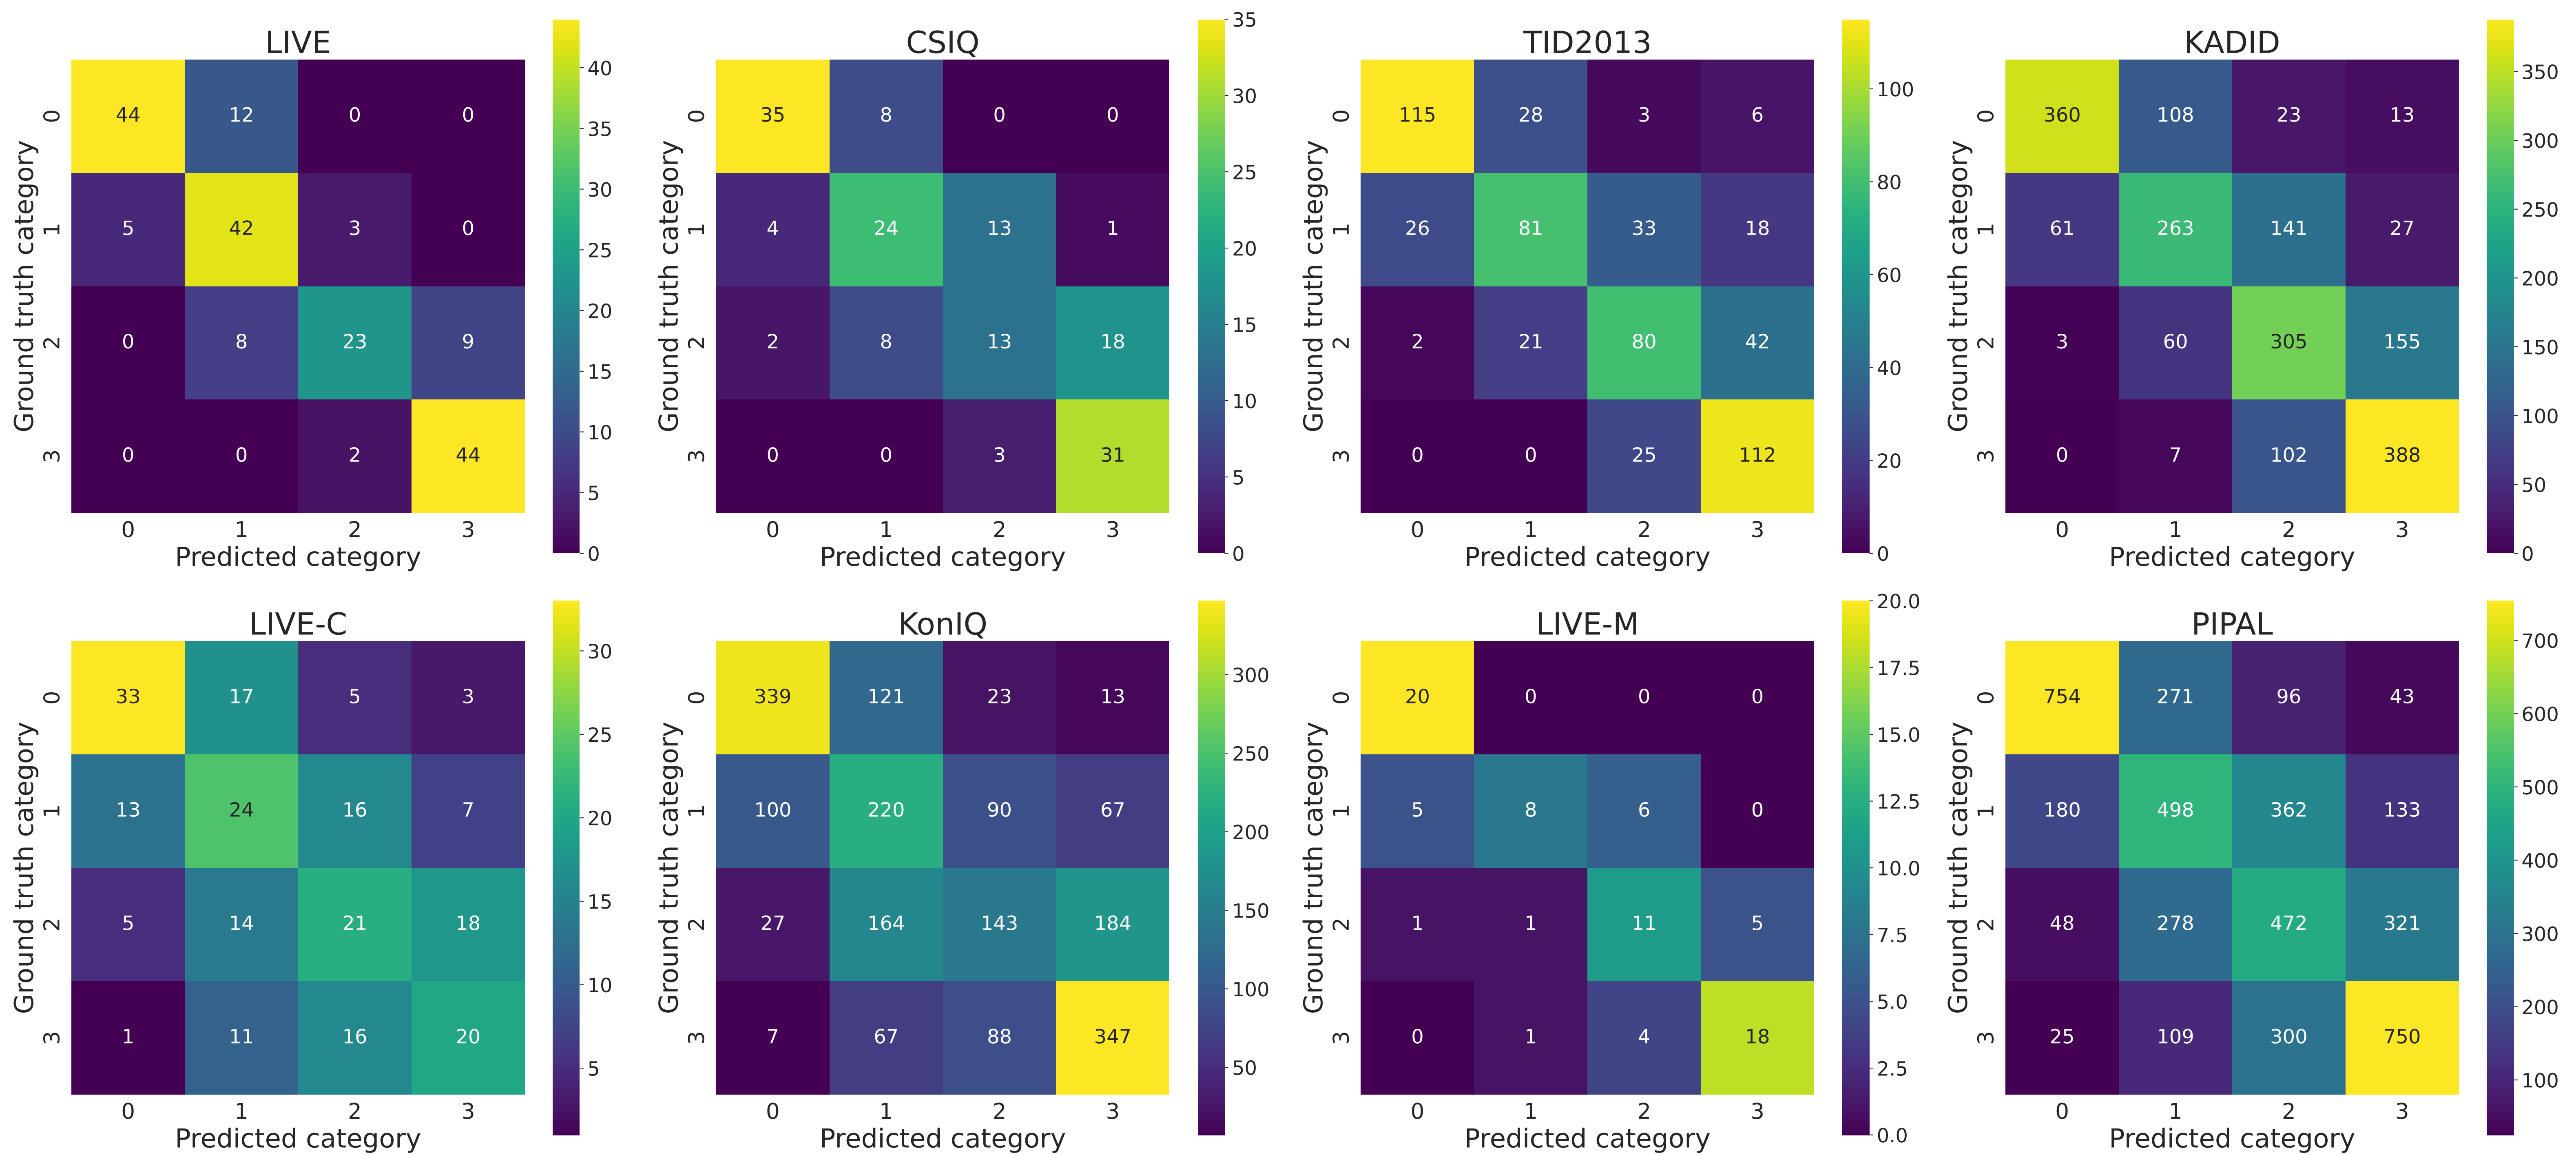 LIVE
Ground truth category
0 44 12 0 0
1 5 42 3 0
2 0 8 23 9
3 0 0 2 44
0 1 2 3
Predicted category
40
35
30
25
20
15
10
5
0
CSIQ
Ground truth category
0 35 8 0 0
1 4 24 13 1
2 2 8 13 18
3 0 0 3 31
0 1 2 3
Predicted category
35
30
25
20
15
10
5
0
TID2013
Ground truth category
0 115 28 3 6
1 26 81 33 18
2 2 21 80 42
3 0 0 25 112
0 1 2 3
Predicted category
100
80
60
40
20
0
KADID
Ground truth category
0 360 108 23 13
1 61 263 141 27
2 3 60 305 155
3 0 7 102 388
0 1 2 3
Predicted category
350
300
250
200
150
100
50
0
LIVE-C
Ground truth category
0 33 17 5 3
1 13 24 16 7
2 5 14 21 18
3 1 11 16 20
0 1 2 3
Predicted category
30
25
20
15
10
5
KonIQ
Ground truth category
0 339 121 23 13
1 100 220 90 67
2 27 164 143 184
3 7 67 88 347
0 1 2 3
Predicted category
300
250
200
150
100
50
LIVE-M
Ground truth category
0 20 0 0 0
1 5 8 6 0
2 1 1 11 5
3 0 1 4 18
0 1 2 3
Predicted category
20.0
17.5
15.0
12.5
10.0
7.5
5.0
2.5
0.0
PIPAL
Ground truth category
0 754 271 96 43
1 180 498 362 133
2 48 278 472 321
3 25 109 300 750
0 1 2 3
Predicted category
700
600
500
400
300
200
100